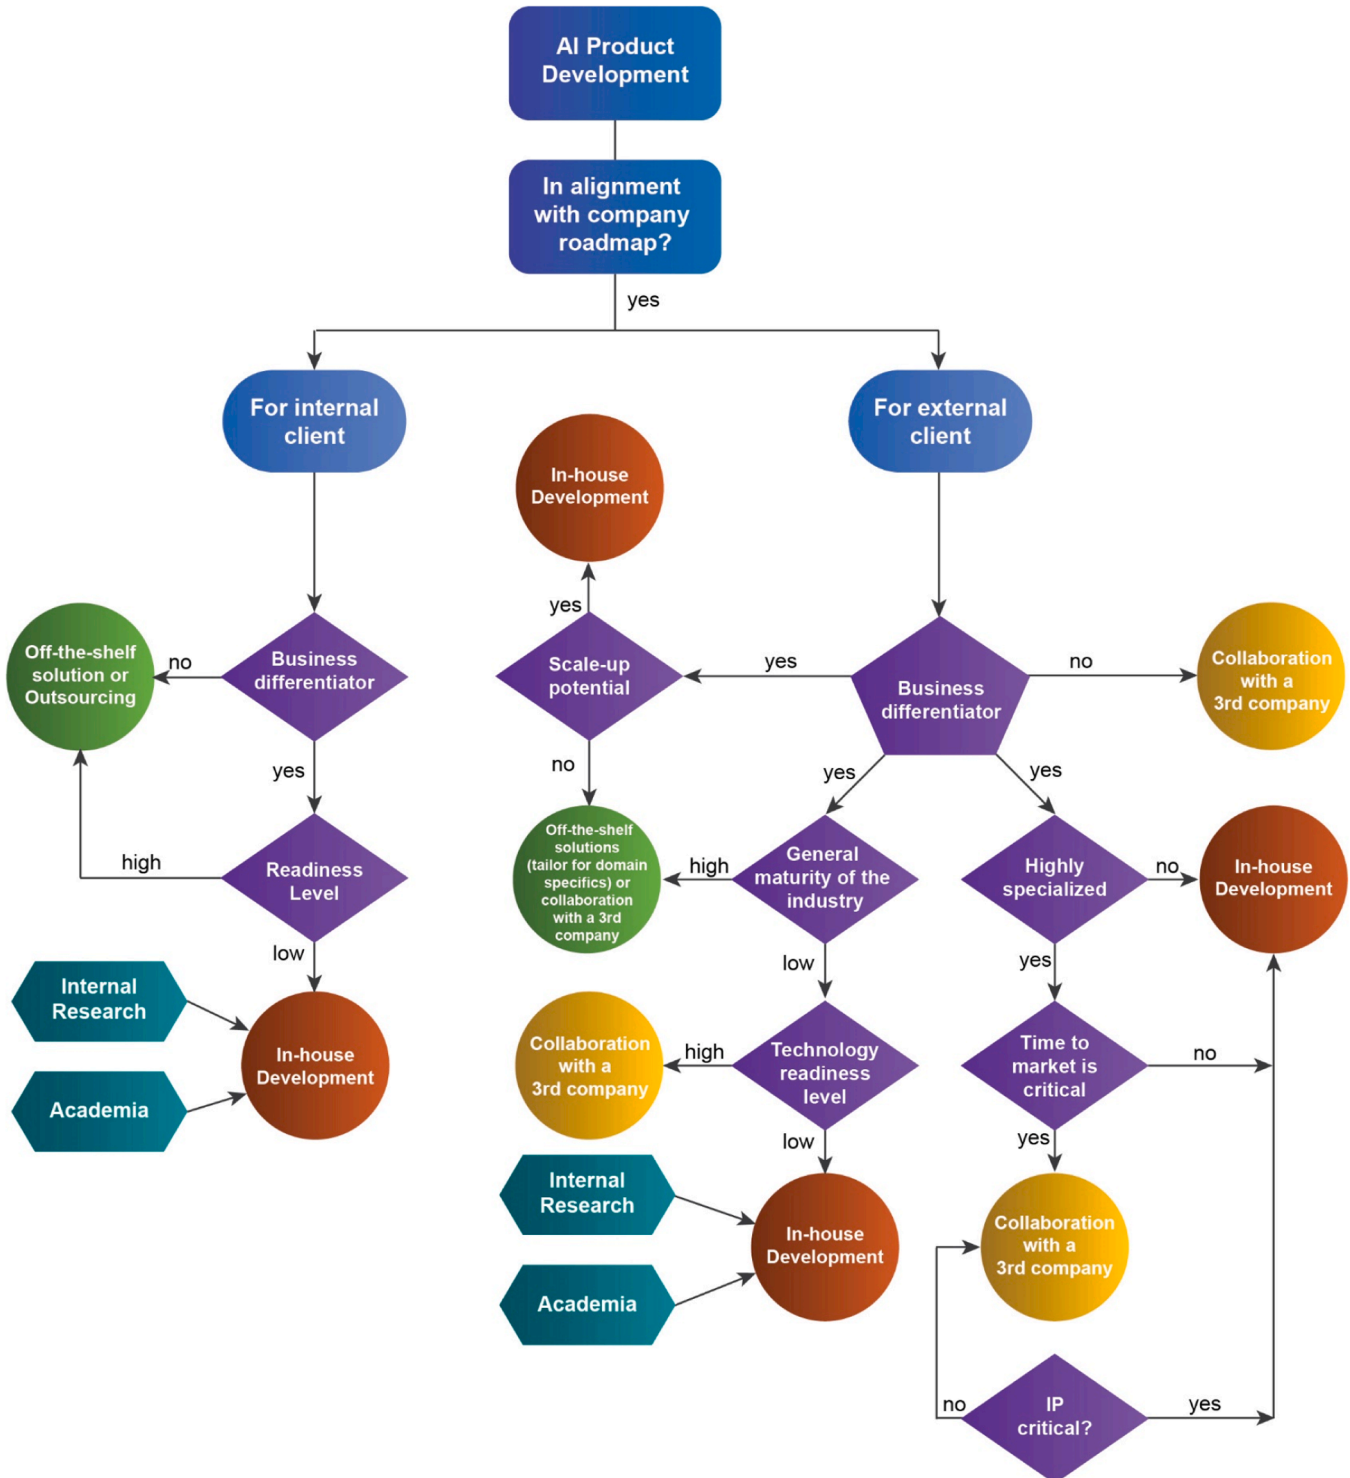 AI Product
Development
In alignment
with company
roadmap?
yes
For internal
client
For external
client
In-house
Development
yes
Off-the-shelf
solution or
Outsourcing
no
Business
differentiator
Scale-up
potential
yes
Business
differentiator
no
Collaboration
with a
3rd company
yes
no
yes
yes
high
Readiness
Level
Off-the-shelf
solutions
(tailor for domain
specifics) or
collaboration
with a 3rd
company
high
General
maturity of the
industry
Highly
specialized
no
In-house
Development
low
low
yes
Internal
Research
Academia
In-house
Development
Collaboration
with a
3rd company
high
Technology
readiness
level
Time to
market is
critical
no
low
yes
Internal
Research
Academia
In-house
Development
Collaboration
with a
3rd company
no
IP
critical?
yes